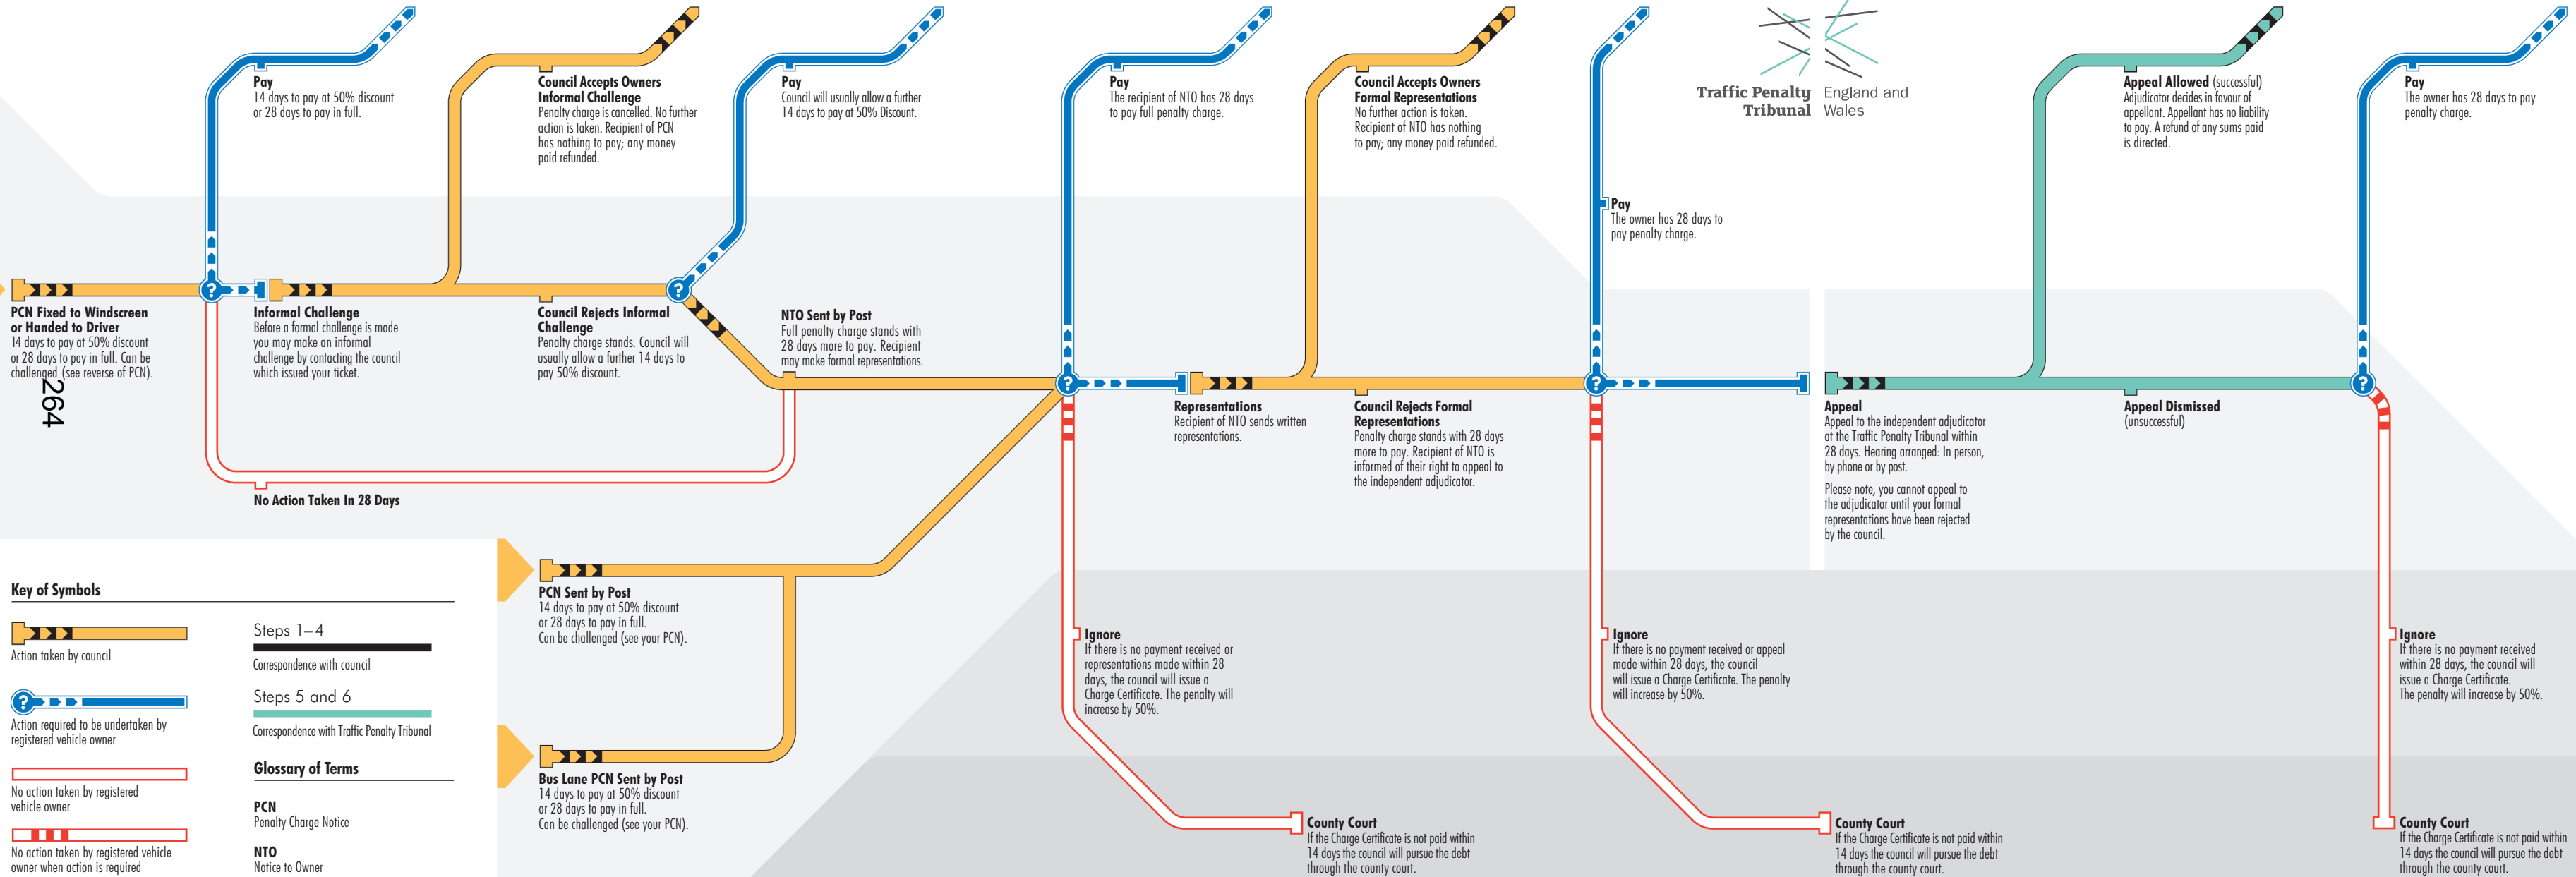 Pay
14 days to pay at 50% discount
or 28 days to pay in full.
Council Accepts Owners
Informal Challenge
Penalty charge is cancelled. No further
action is taken. Recipient of PCN
has nothing to pay; any money
paid refunded.
Pay
Council will usually allow a further
14 days to pay at 50% Discount.
Pay
The recipient of NTO has 28 days
to pay full penalty charge.
Council Accepts Owners
Formal Representations
No further action is taken.
Recipient of NTO has nothing
to pay; any money paid refunded.
Pay
The owner has 28 days to
pay penalty charge.
Traffic Penalty
Tribunal
England and
Wales
Appeal Allowed (successful)
Adjudicator decides in favour of
appellant. Appellant has no liability
to pay. A refund of any sums paid
is directed.
Pay
The owner has 28 days to pay
penalty charge.
?
?
PCN Fixed to Windscreen
or Handed to Driver
14 days to pay at 50% discount
or 28 days to pay in full. Can be
challenged (see reverse of PCN).
264
Informal Challenge
Before a formal challenge is made
you may make an informal
challenge by contacting the council
which issued your ticket.
Council Rejects Informal
Challenge
Penalty charge stands. Council will
usually allow a further 14 days to
pay 50% discount.
NTO Sent by Post
Full penalty charge stands with
28 days more to pay. Recipient
may make formal representations.
?
?
?
Representations
Recipient of NTO sends written
representations.
Council Rejects Formal
Representations
Penalty charge stands with 28 days
more to pay. Recipient of NTO is
informed of their right to appeal to
the independent adjudicator.
Appeal
Appeal to the independent adjudicator
at the Traffic Penalty Tribunal within
28 days. Hearing arranged: In person,
by phone or by post.
Please note, you cannot appeal to
the adjudicator until your formal
representations have been rejected
by the council.
Appeal Dismissed
(unsuccessful)
No Action Taken In 28 Days
PCN Sent by Post
14 days to pay at 50% discount
or 28 days to pay in full.
Can be challenged (see your PCN).
Bus Lane PCN Sent by Post
14 days to pay at 50% discount
or 28 days to pay in full.
Can be challenged (see your PCN).
Ignore
If there is no payment received or
representations made within 28
days, the council will issue a
Charge Certificate. The penalty will
increase by 50%.
Ignore
If there is no payment received or appeal
made within 28 days, the council
will issue a Charge Certificate. The penalty
will increase by 50%.
Ignore
If there is no payment received
within 28 days, the council will
issue a Charge Certificate.
The penalty will increase by 50%.
County Court
If the Charge Certificate is not paid within
14 days the council will pursue the debt
through the county court.
County Court
If the Charge Certificate is not paid within
14 days the council will pursue the debt
through the county court.
County Court
If the Charge Certificate is not paid within
14 days the council will pursue the debt
through the county court.
Key of Symbols
Action taken by council
?
Action required to be undertaken by
registered vehicle owner
No action taken by registered
vehicle owner
No action taken by registered vehicle
owner when action is required
Steps 1–4
Correspondence with council
Steps 5 and 6
Correspondence with Traffic Penalty Tribunal
Glossary of Terms
PCN
Penalty Charge Notice
NTO
Notice to Owner